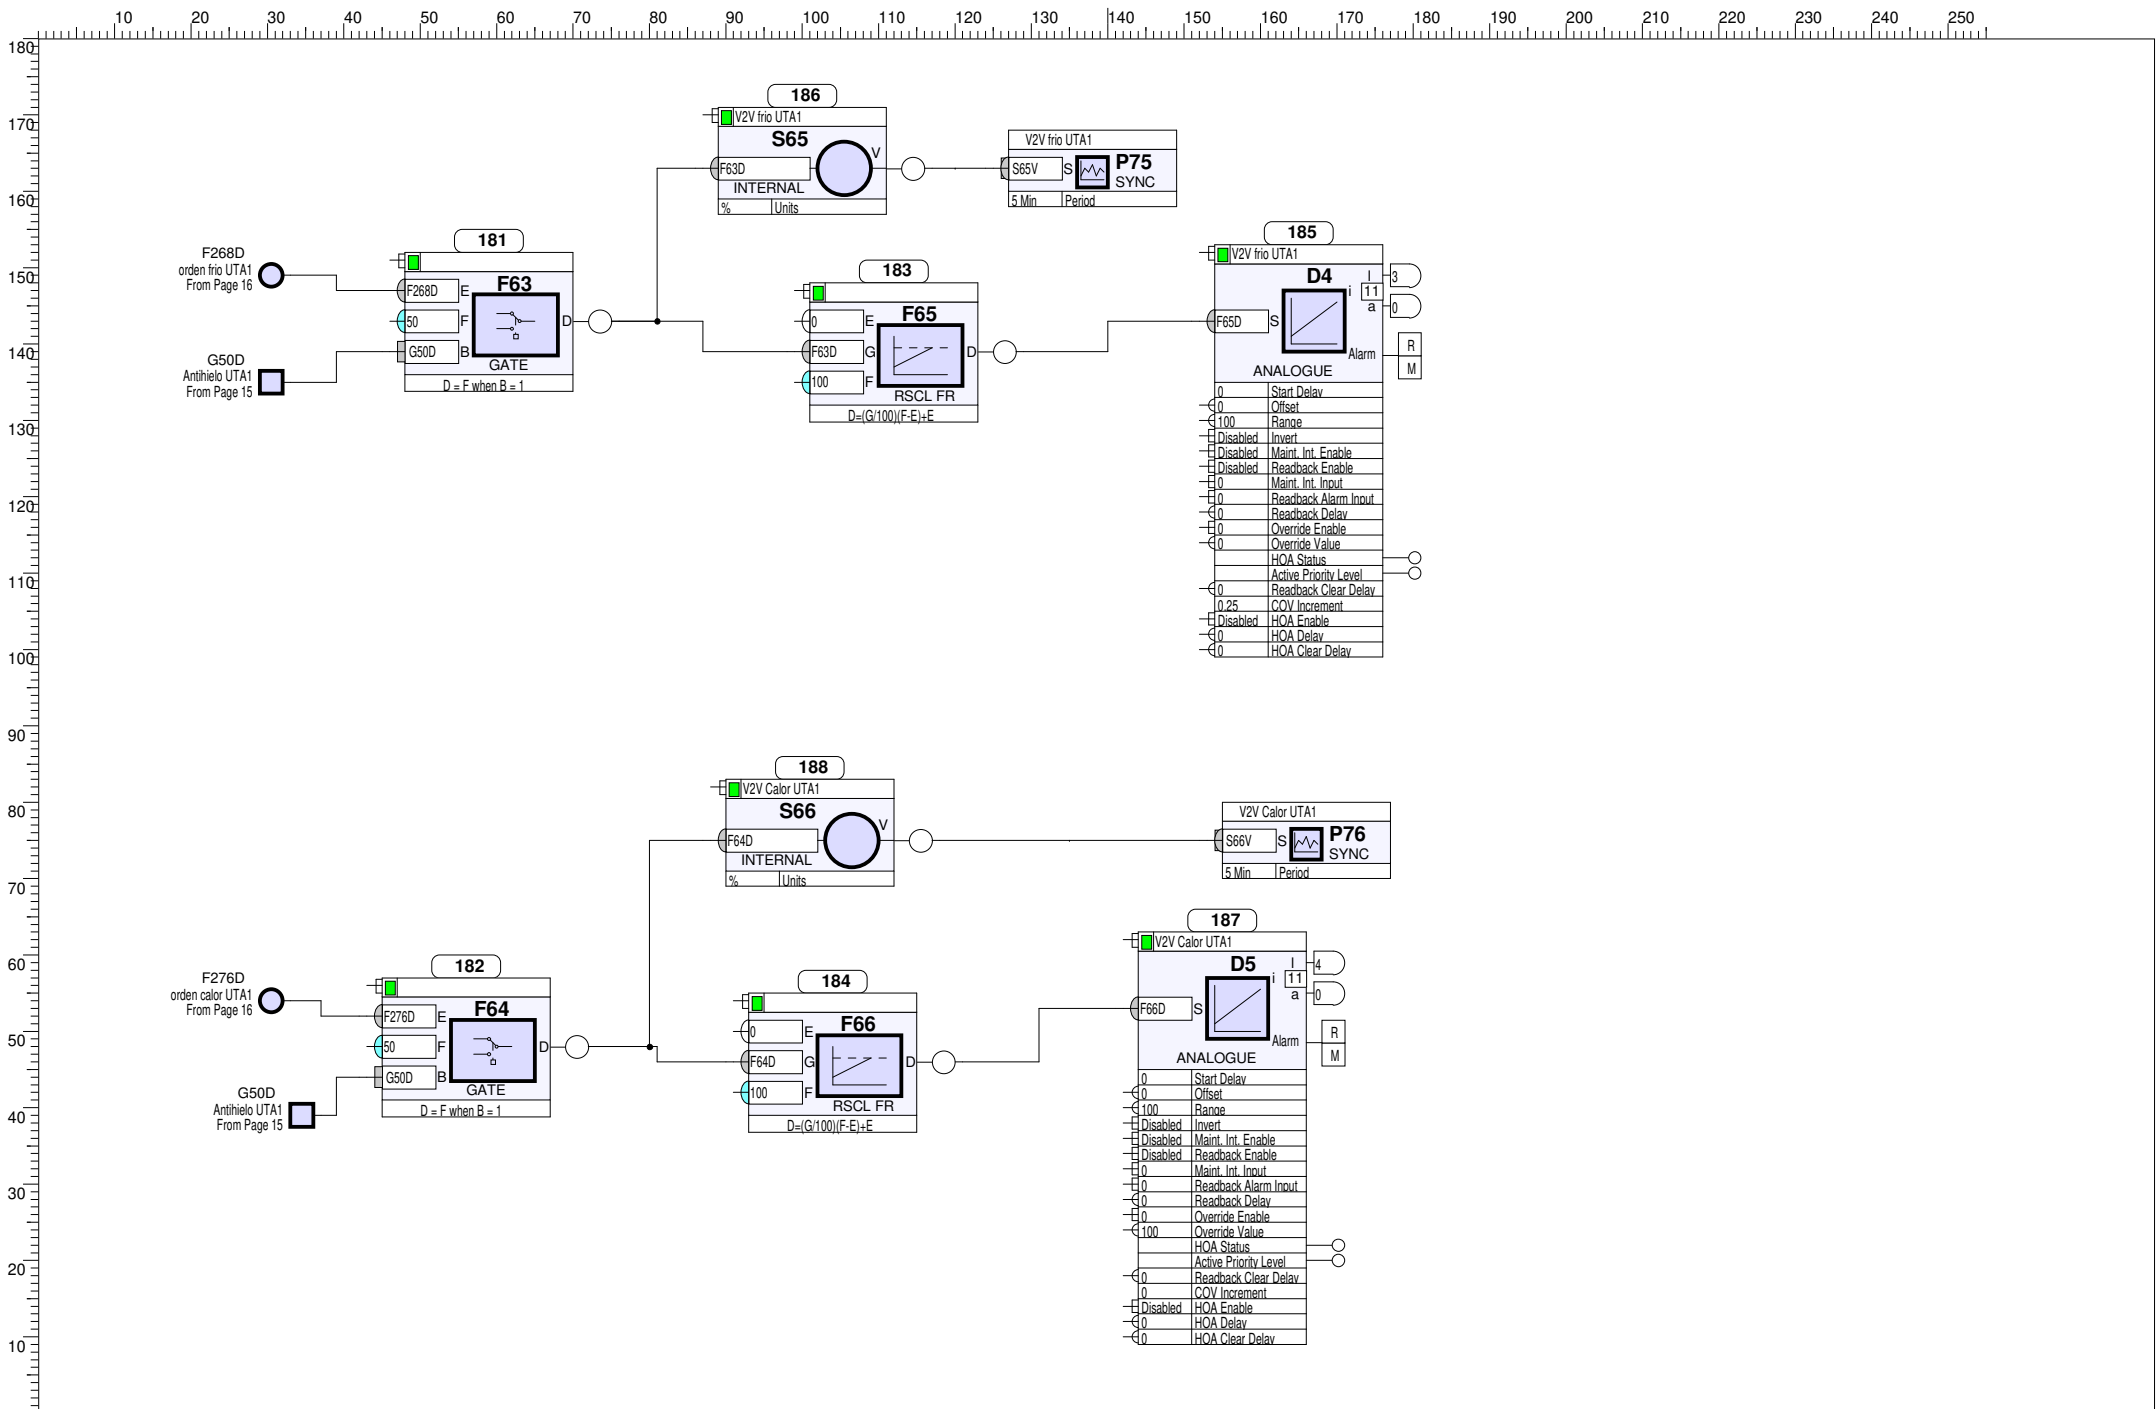 10 20 30 40 50 60 70 80 90 100 110 120 130 140 150 160 170 180 190 200 210 220 230 240 250
180
170
160
150
140
130
120
110
100
90
80
70
60
50
40
30
20
10
186
V2V frio UTA1
S65
F63D
V
INTERNAL
% Units
V2V frio UTA1
S65V S P75
SYNC
5 Min Period
F268D
orden frio UTA1
From Page 16
G50D
Antihielo UTA1
From Page 15
181
F63
F268D E
50 F
G50D B
D
GATE
D = F when B = 1
183
F65
0 E
F63D G
100 F
D
RSCL FR
D=(G/100)(F-E)+E
185
V2V frio UTA1
D4
F65D S
I 3
i 11
a 0
Alarm
R
M
ANALOGUE
0 Start Delay
0 Offset
100 Range
Disabled Invert
Disabled Maint. Int. Enable
Disabled Readback Enable
0 Maint. Int. Input
0 Readback Alarm Input
0 Readback Delay
0 Override Enable
0 Override Value
HOA Status
Active Priority Level
0 Readback Clear Delay
0.25 COV Increment
Disabled HOA Enable
0 HOA Delay
0 HOA Clear Delay
188
V2V Calor UTA1
S66
F64D
V
INTERNAL
% Units
V2V Calor UTA1
S66V S P76
SYNC
5 Min Period
F276D
orden calor UTA1
From Page 16
G50D
Antihielo UTA1
From Page 15
182
F64
F276D E
50 F
G50D B
D
GATE
D = F when B = 1
184
F66
0 E
F64D G
100 F
D
RSCL FR
D=(G/100)(F-E)+E
187
V2V Calor UTA1
D5
F66D S
I 4
i 11
a 0
Alarm
R
M
ANALOGUE
0 Start Delay
0 Offset
100 Range
Disabled Invert
Disabled Maint. Int. Enable
Disabled Readback Enable
0 Maint. Int. Input
0 Readback Alarm Input
0 Readback Delay
0 Override Enable
100 Override Value
HOA Status
Active Priority Level
0 Readback Clear Delay
0 COV Increment
Disabled HOA Enable
0 HOA Delay
0 HOA Clear Delay